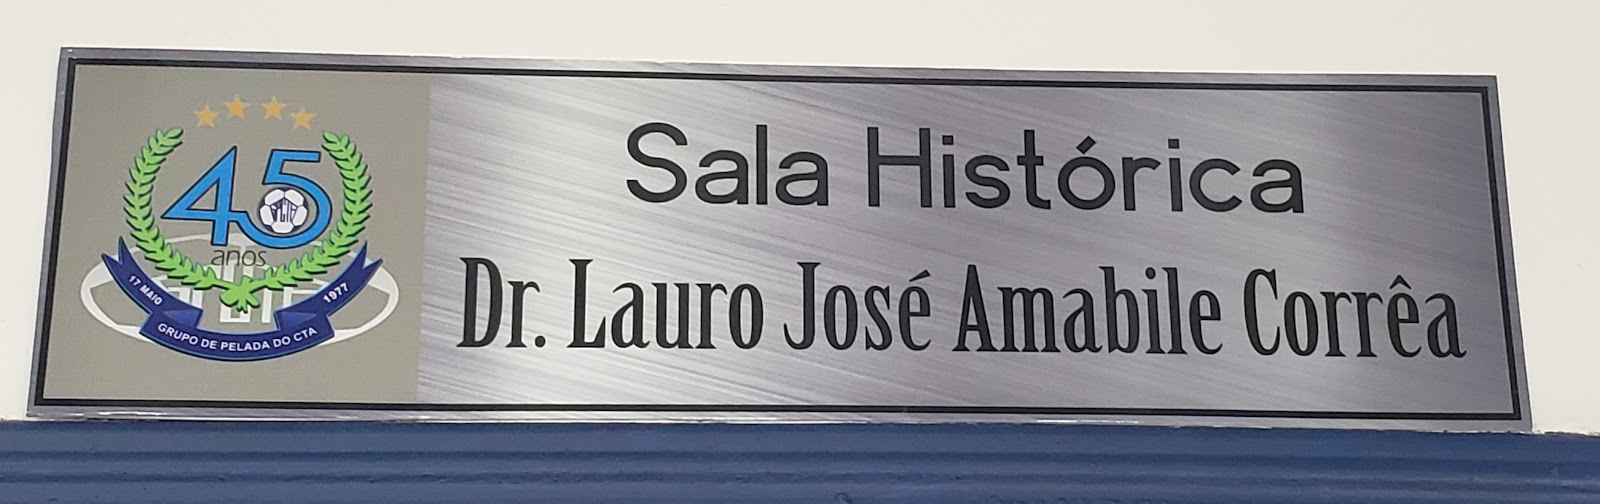 45
anos
17 MAIO
1977
GRUPO DE PELADA DO CTA
Sala Histórica
Dr. Lauro José Amabile Corrêa